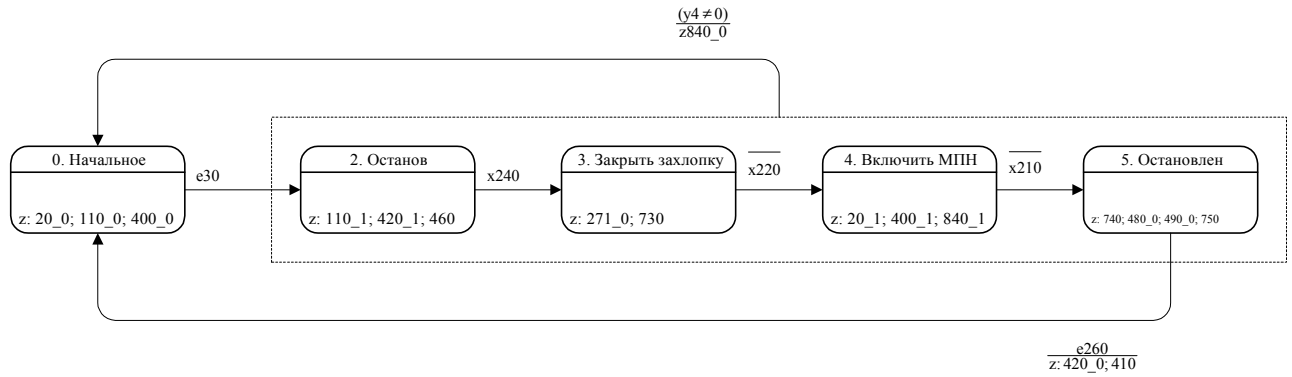 (y4≠0)
z840_0
0. Начальное
z: 20_0; 110_0; 400_0
e30
2. Останов
z: 110_1; 420_1; 460
x240
3. Закрыть захлопку
z: 271_0; 730
x220
4. Включить МПН
z: 20_1; 400_1; 840_1
x210
5. Остановлен
z: 740; 480_0; 490_0; 750
e260
z: 420_0; 410